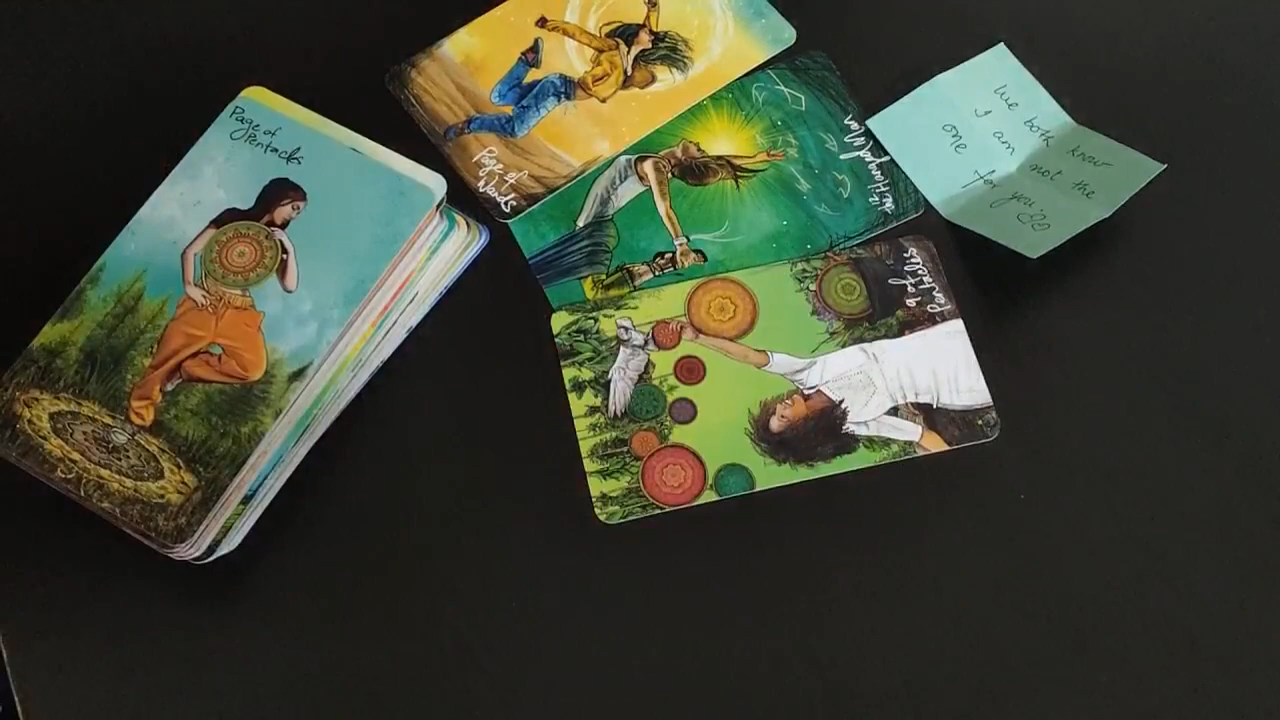 Page of
Pentacles
Page of
Wands
the Hanged Man
12
9 of
Pentacles
We both know
I am not the
one for you